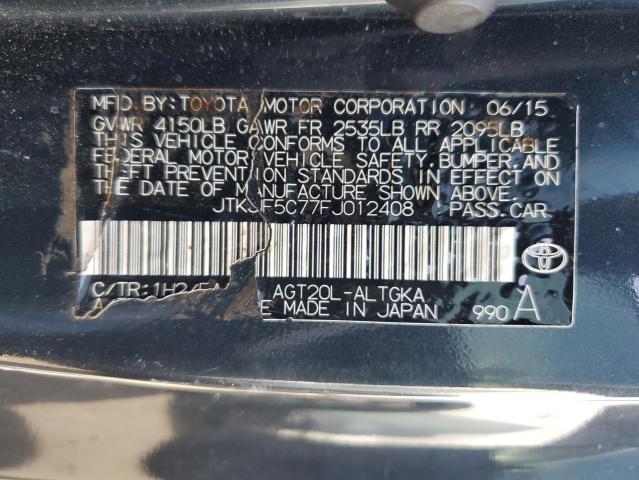 MFD BY: TOYOTA MOTOR CORPORATION 06/15
GVWR 4150LB GAWR FR 2535LB RR 2095LB
THIS VEHICLE CONFORMS TO ALL APPLICABLE
FEDERAL MOTOR VEHICLE SAFETY, BUMPER, AND
THEFT PREVENTION STANDARDS IN EFFECT ON
THE DATE OF MANUFACTURE SHOWN ABOVE.
JTKJF5C77FJ012408 PASS.CAR
C/TR: AGT20L-ALTGKA
MADE IN JAPAN 990 A